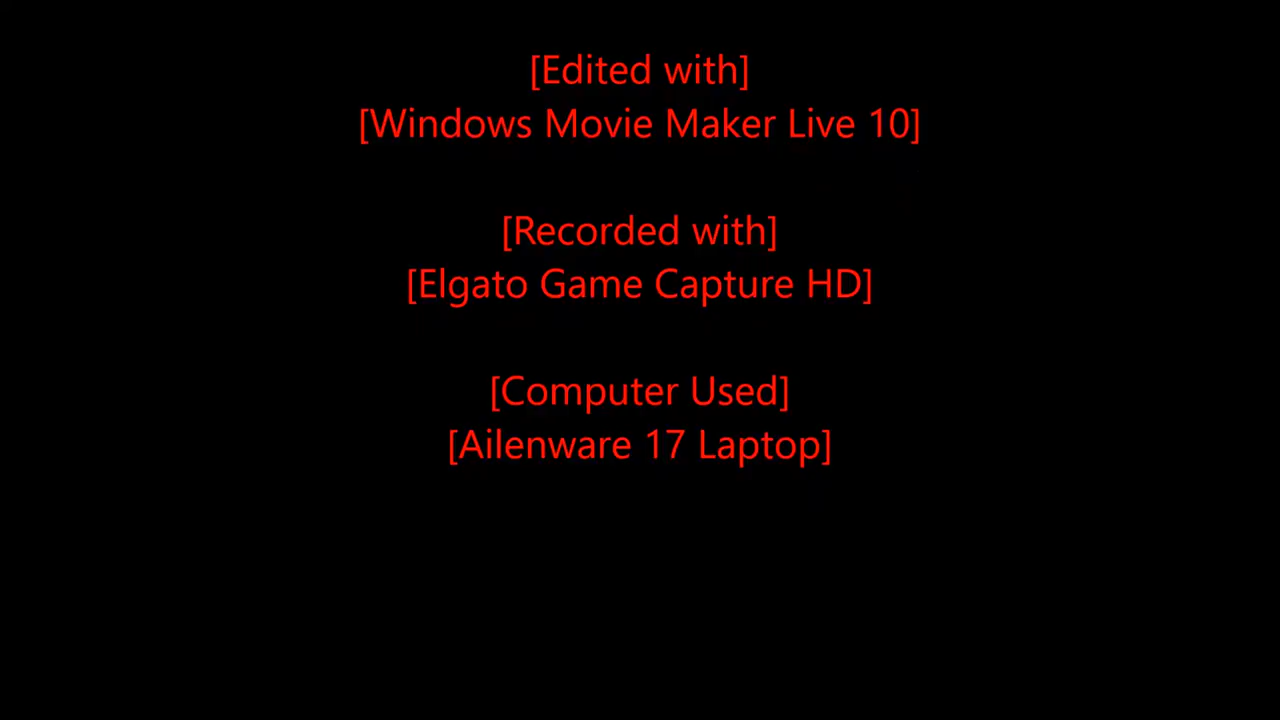 [Edited with]
[Windows Movie Maker Live 10]
[Recorded with]
[Elgato Game Capture HD]
[Computer Used]
[Ailenware 17 Laptop]